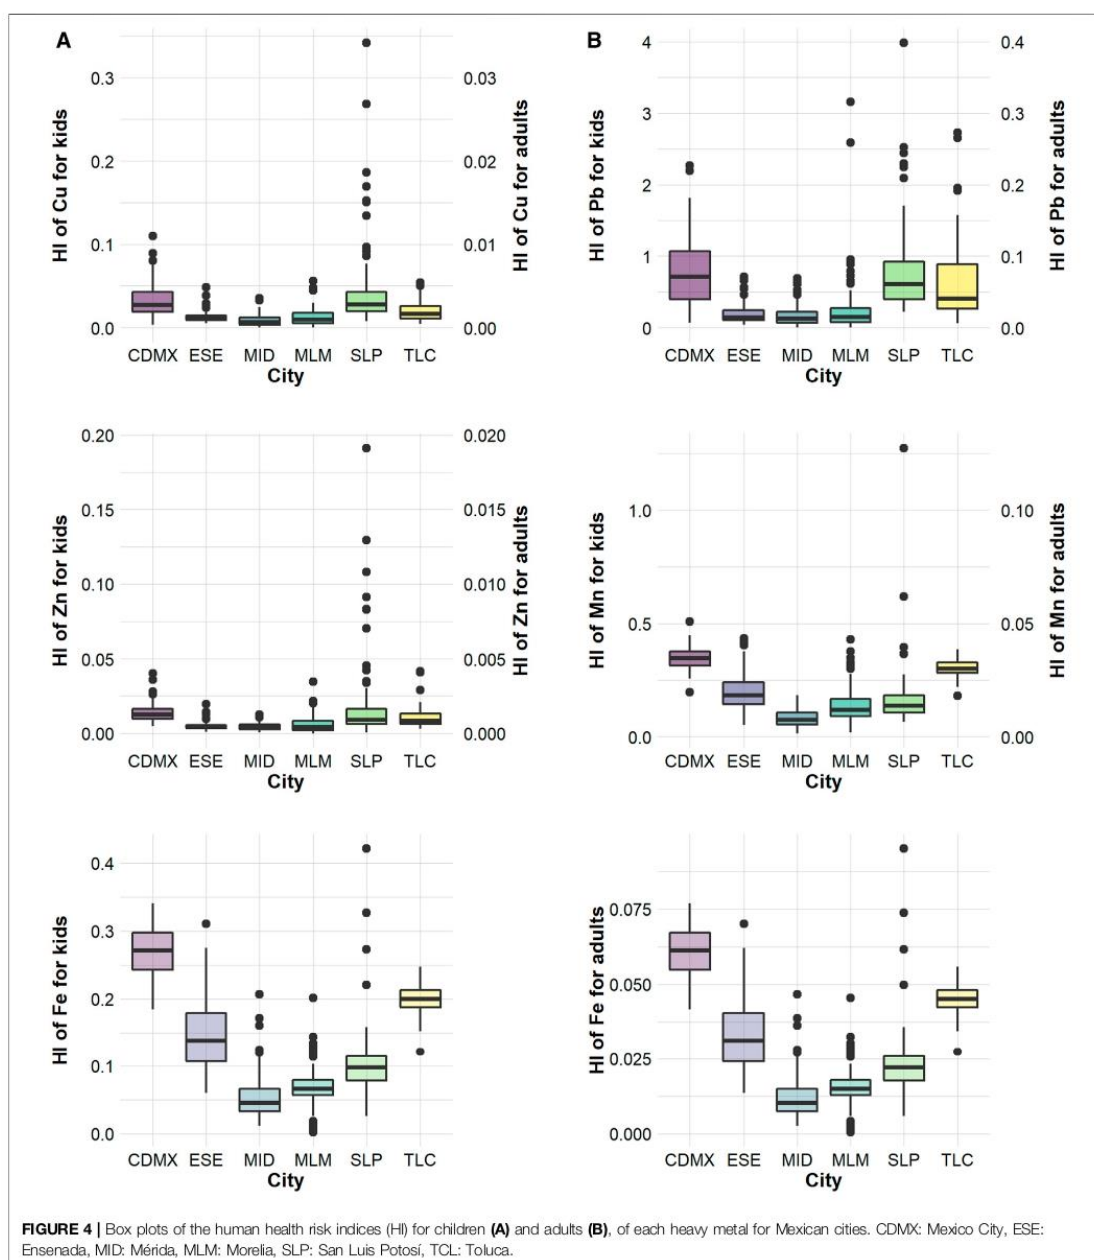 A
B
0.3
0.2
0.1
0.0
HI of Cu for kids
0.03
0.02
0.01
0.00
HI of Cu for adults
CDMX ESE MID MLM SLP TLC
City
4
3
2
1
0
HI of Pb for kids
0.4
0.3
0.2
0.1
0.0
HI of Pb for adults
CDMX ESE MID MLM SLP TLC
City
0.20
0.15
0.10
0.05
0.00
HI of Zn for kids
0.020
0.015
0.010
0.005
0.000
HI of Zn for adults
CDMX ESE MID MLM SLP TLC
City
1.0
0.5
0.0
HI of Mn for kids
0.10
0.05
0.00
HI of Mn for adults
CDMX ESE MID MLM SLP TLC
City
0.4
0.3
0.2
0.1
0.0
HI of Fe for kids
CDMX ESE MID MLM SLP TLC
City
0.075
0.050
0.025
0.000
HI of Fe for adults
CDMX ESE MID MLM SLP TLC
City
FIGURE 4 | Box plots of the human health risk indices (HI) for children (A) and adults (B), of each heavy metal for Mexican cities. CDMX: Mexico City, ESE:
Ensenada, MID: Mérida, MLM: Morelia, SLP: San Luis Potosí, TCL: Toluca.